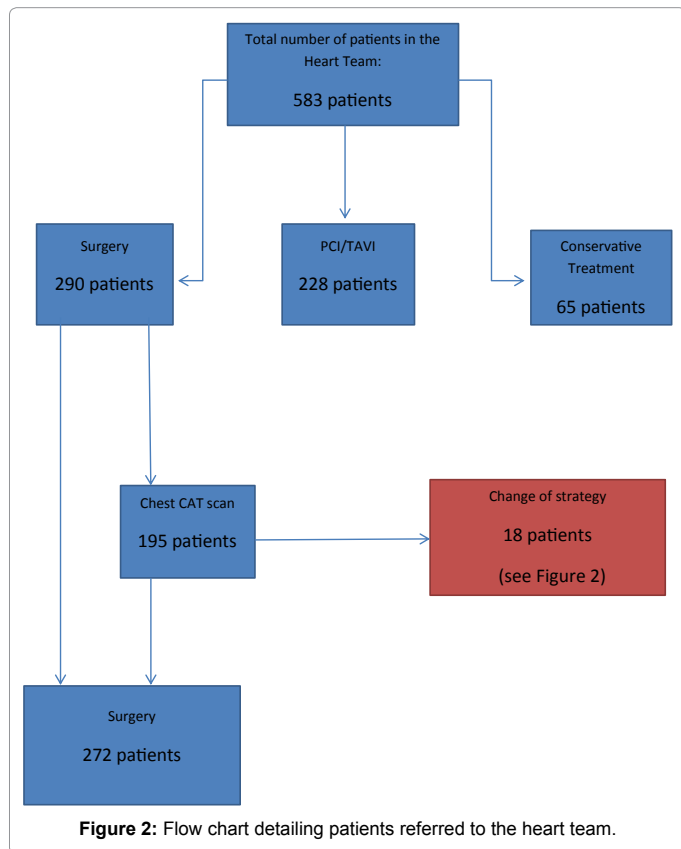 Total number of patients in the
Heart Team:
583 patients
Surgery
290 patients
PCI/TAVI
228 patients
Conservative
Treatment
65 patients
Chest CAT scan
195 patients
Change of strategy
18 patients
(see Figure 2)
Surgery
272 patients
Figure 2: Flow chart detailing patients referred to the heart team.